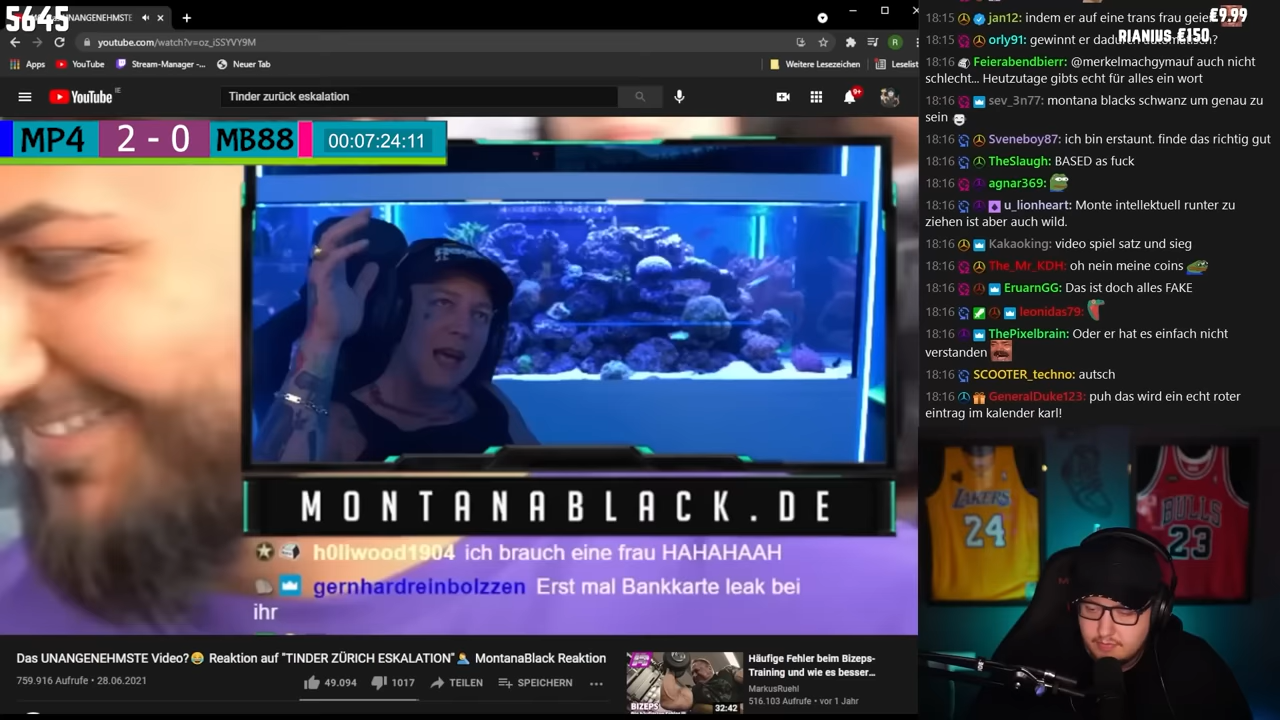 5645
UNANGENEHMSTE
youtube.com/watch?v=oz_iSSYVY9M
Apps
YouTube
Stream-Manager -...
Neuer Tab
Weitere Lesezeichen
Leselist
YouTube IE
Tinder zurück eskalation
9+
MP4 2 - 0 MB88 00:07:24:11
MONTANABLACK.DE
h0llwood1904 ich brauch eine frau HAHAHAAH
gernhardreinbolzzen Erst mal Bankkarte leak bei
ihr
Das UNANGENEHMSTE Video?😂 Reaktion auf "TINDER ZÜRICH ESKALATION"🤦‍♂️ MontanaBlack Reaktion
759.916 Aufrufe • 28.06.2021
49.094
1017
TEILEN
SPEICHERN
BIZEPS
32:42
Häufige Fehler beim Bizeps-
Training und wie es besser...
MarkusRuehl
516.103 Aufrufe • vor 1 Jahr
€9.99
RIANIUS €150
18:15 jan12: indem er auf eine trans frau geier
18:15 orly91: gewinnt er dadurch automatisch?
18:16 Feierabendbierr: @merkelmachgymauf auch nicht
schlecht... Heutzutage gibts echt für alles ein wort
18:16 sev_3n77: montana blacks schwanz um genau zu
sein
18:16 Sveneboy87: ich bin erstaunt. finde das richtig gut
18:16 TheSlaugh: BASED as fuck
18:16 agnar369:
18:16 u_lionheart: Monte intellektuell runter zu
ziehen ist aber auch wild.
18:16 Kakaoking: video spiel satz und sieg
18:16 The_Mr_KDH: oh nein meine coins
18:16 EruarnGG: Das ist doch alles FAKE
18:16 leonidas79:
18:16 ThePixelbrain: Oder er hat es einfach nicht
verstanden
18:16 SCOOTER_techno: autsch
18:16 GeneralDuke123: puh das wird ein echt roter
eintrag im kalender karl!
LAKERS
24
BULLS
23